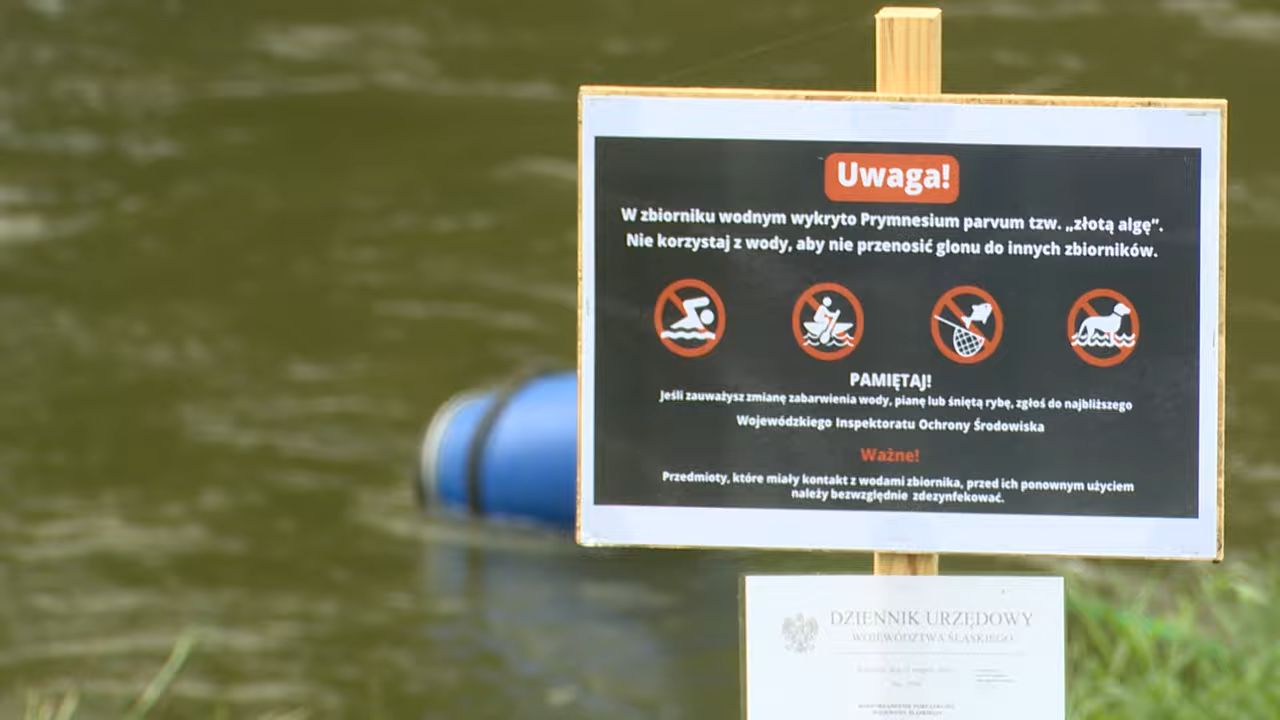 Uwaga!
W zbiorniku wodnym wykryto Prymnesium parvum tzw. „złotą algę”.
Nie korzystaj z wody, aby nie przenosić glonu do innych zbiorników.
PAMIĘTAJ!
Jeśli zauważysz zmianę zabarwienia wody, pianę lub śniętą rybę, zgłoś do najbliższego
Wojewódzkiego Inspektoratu Ochrony Środowiska
Ważne!
Przedmioty, które miały kontakt z wodami zbiornika, przed ich ponownym użyciem
należy bezwzględnie zdezynfekować.
DZIENNIK URZĘDOWY
WOJEWÓDZTWA ŚLĄSKIEGO